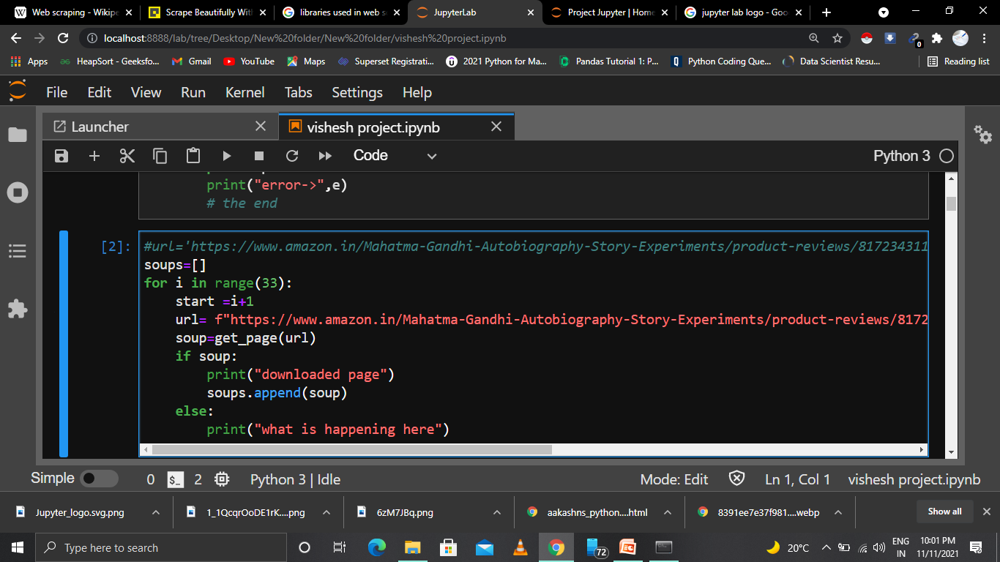 Web scraping - Wikipe
Scrape Beautifully Wit
libraries used in web s
JupyterLab
Project Jupyter | Home
jupyter lab logo - Goo
localhost:8888/lab/tree/Desktop/New%20folder/New%20folder/vishesh%20project.ipynb
0
Apps
HeapSort - Geeksfo...
Gmail
YouTube
Maps
Superset Registrati...
2021 Python for Ma...
Pandas Tutorial 1: P...
Python Coding Que...
Data Scientist Resu...
Reading list
File Edit View Run Kernel Tabs Settings Help
Launcher
vishesh project.ipynb
Code
Python 3
print("error->",e)
# the end
[2]:
#url='https://www.amazon.in/Mahatma-Gandhi-Autobiography-Story-Experiments/product-reviews/817234311
soups=[]
for i in range(33):
start =i+1
url= f"https://www.amazon.in/Mahatma-Gandhi-Autobiography-Story-Experiments/product-reviews/8172
soup=get_page(url)
if soup:
print("downloaded page")
soups.append(soup)
else:
print("what is happening here")
Simple
0
$_
2
Python 3 | Idle
Mode: Edit
Ln 1, Col 1
vishesh project.ipynb
Jupyter_logo.svg.png
1_1QcqrOoDE1rK....png
6zM7JBq.png
aakashns_python....html
8391ee7e37f981....webp
Show all
Type here to search
72
20°C
ENG
IN
10:01 PM
11/11/2021